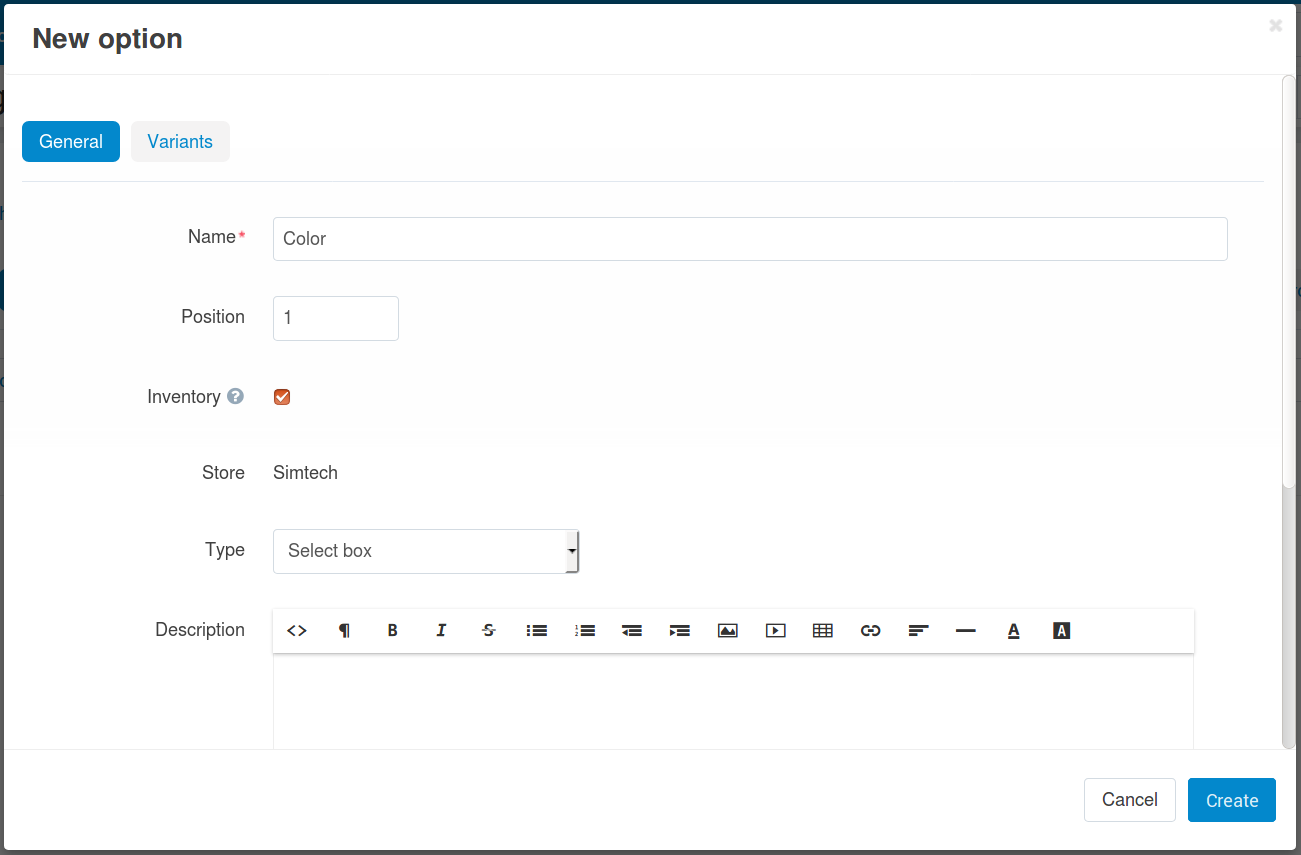 New option
General Variants
Name*
Color
Position
1
Inventory ?
Store Simtech
Type
Select box
Description
Cancel Create